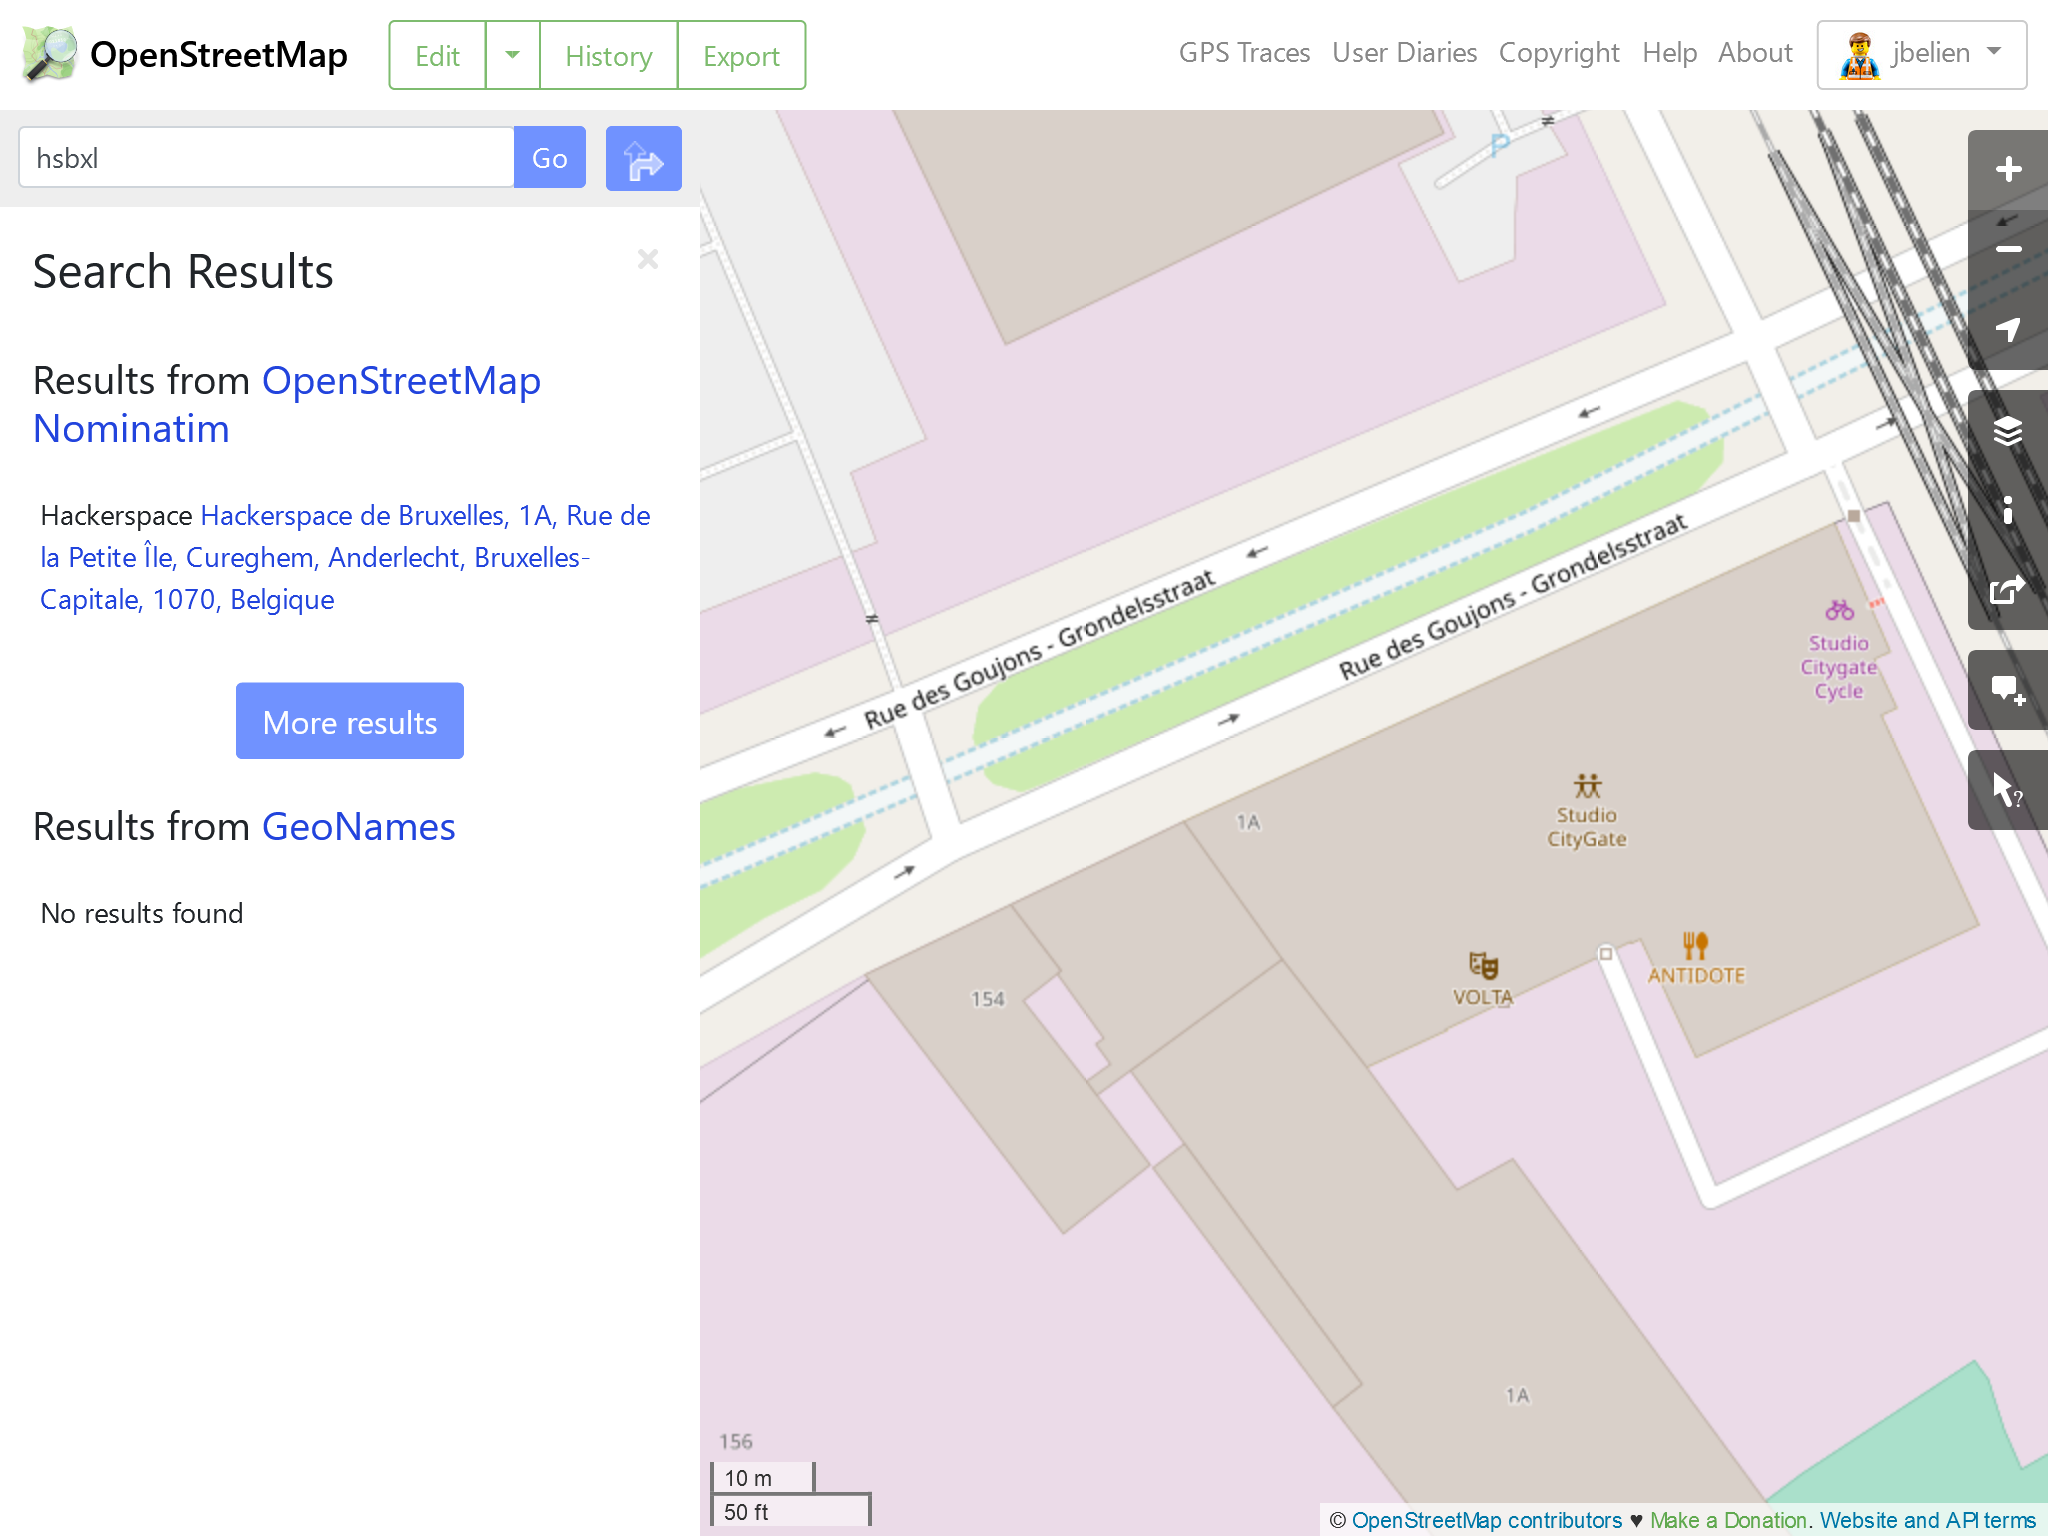 OpenStreetMap
Edit
History
Export
GPS Traces
User Diaries
Copyright
Help
About
jbelien
hsbxl
Go
Search Results
Results from OpenStreetMap
Nominatim
Hackerspace Hackerspace de Bruxelles, 1A, Rue de
la Petite Île, Cureghem, Anderlecht, Bruxelles-
Capitale, 1070, Belgique
More results
Results from GeoNames
No results found
P
Rue des Goujons - Grondelsstraat
Rue des Goujons - Grondelsstraat
Studio
Citygate
Cycle
Studio
CityGate
1A
VOLTA
ANTIDOTE
154
1A
156
10 m
50 ft
© OpenStreetMap contributors ♥ Make a Donation. Website and API terms